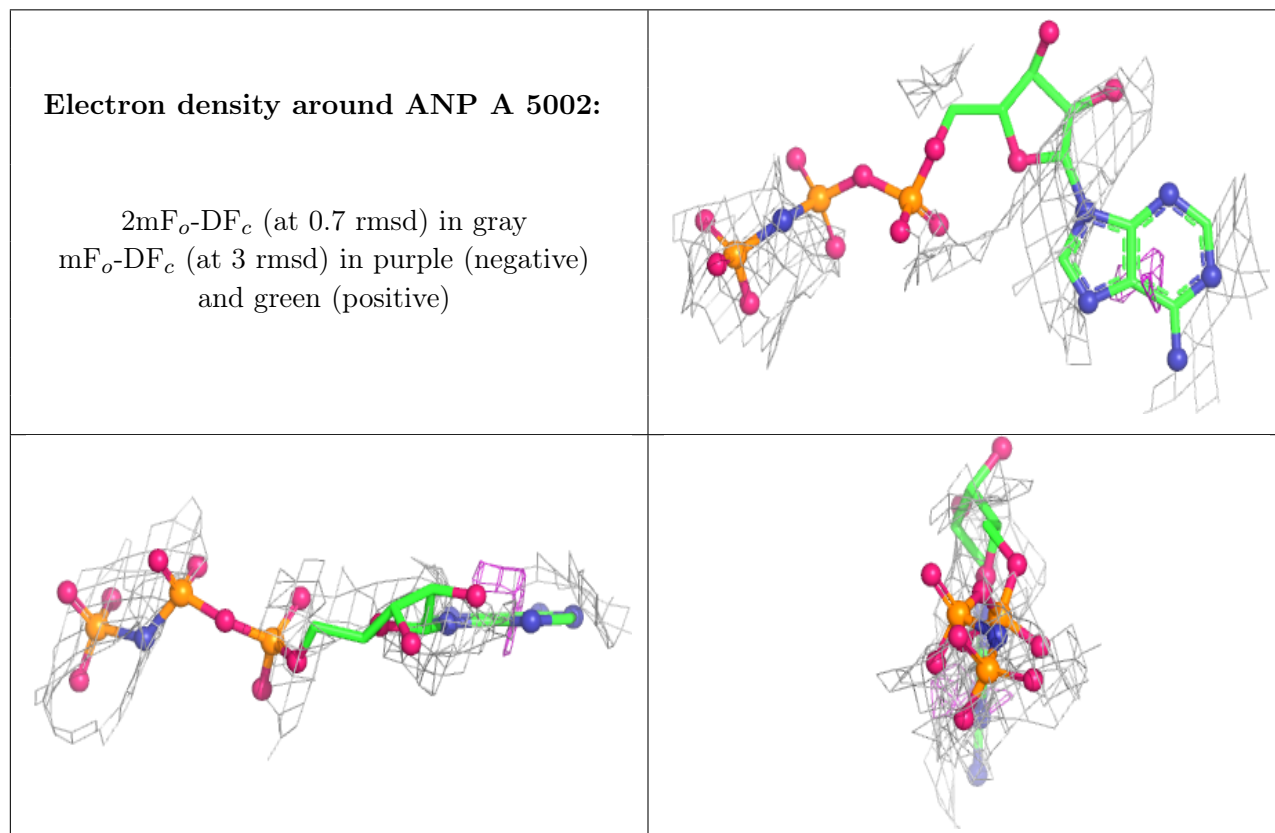 Electron density around ANP A 5002:
2mFo-DFc (at 0.7 rmsd) in gray
mFo-DFc (at 3 rmsd) in purple (negative)
and green (positive)